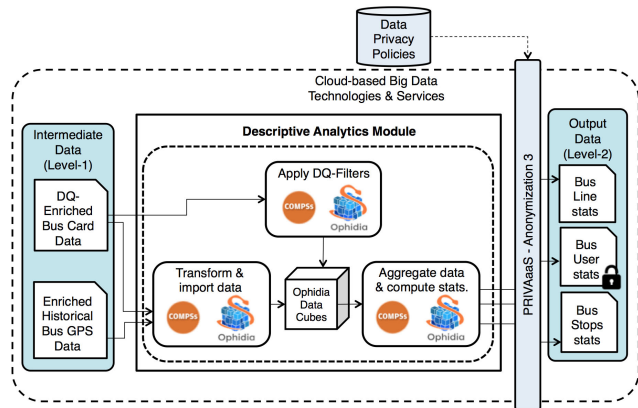 Data
Privacy
Policies
Cloud-based Big Data
Technologies & Services
Intermediate
Data
(Level-1)
DQ-
Enriched
Bus Card
Data
Enriched
Historical
Bus GPS
Data
Descriptive Analytics Module
Apply DQ-Filters
COMPSs
Ophidia
Transform &
import data
COMPSs
Ophidia
Ophidia
Data
Cubes
Aggregate data
& compute stats.
COMPSs
Ophidia
PRIVAaaS - Anonymization 3
Output
Data
(Level-2)
Bus
Line
stats
Bus
User
stats
Bus
Stops
stats